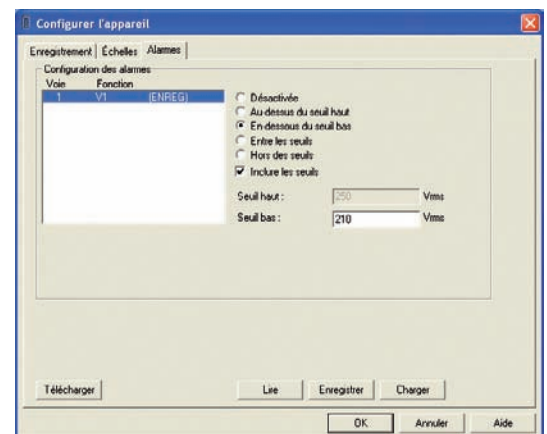 Configurer l'appareil
Enregistrement Échelles Alarmes
Configuration des alarmes
Voie Fonction
1 V1 (ENREG)
Désactivée
Au-dessus du seuil haut
En-dessous du seuil bas
Entre les seuils
Hors des seuils
Inclure les seuils
Seuil haut : 250 Vrms
Seuil bas : 210 Vrms
Télécharger Lire Enregistrer Charger
OK Annuler Aide